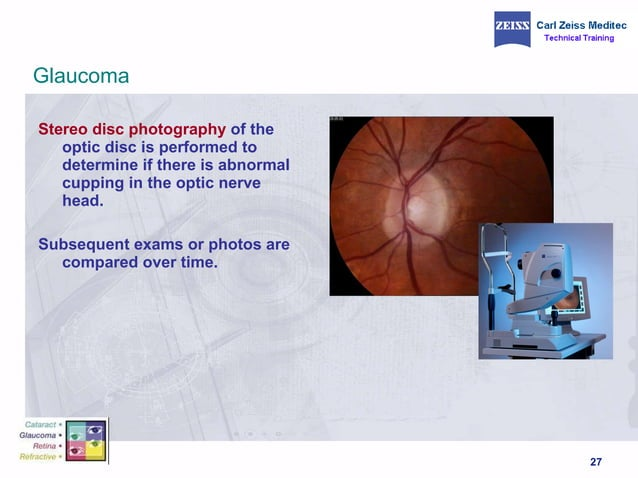 ZEISS
Carl Zeiss Meditec
Technical Training
Glaucoma
Stereo disc photography of the
optic disc is performed to
determine if there is abnormal
cupping in the optic nerve
head.
Subsequent exams or photos are
compared over time.
Cataract •
Glaucoma •
Retina •
Refractive •
27